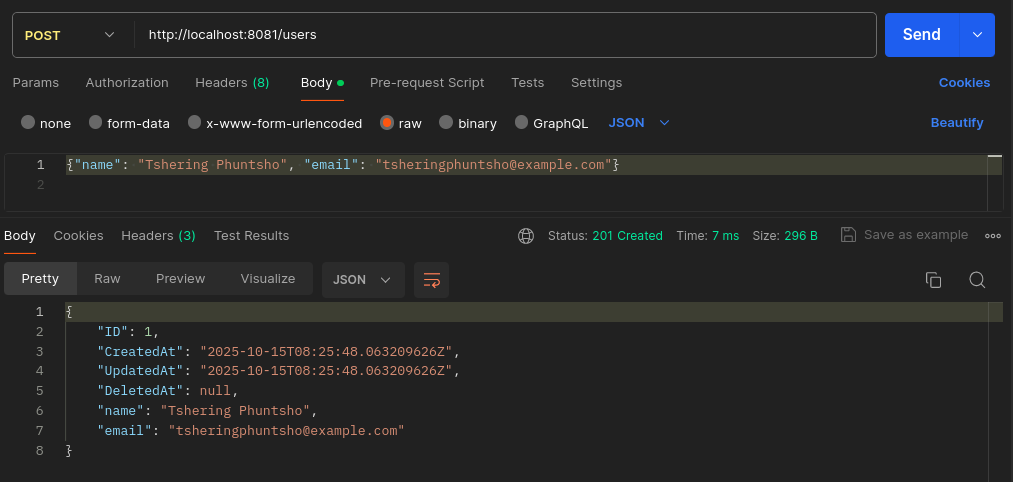 POST http://localhost:8081/users Send
Params Authorization Headers (8) Body Pre-request Script Tests Settings Cookies
none form-data x-www-form-urlencoded raw binary GraphQL JSON Beautify
1 {"name": "Tshering Phuntsho", "email": "tsheringphuntsho@example.com"}
2
Body Cookies Headers (3) Test Results Status: 201 Created Time: 7 ms Size: 296 B Save as example
Pretty Raw Preview Visualize JSON
1 {
2 "ID": 1,
3 "CreatedAt": "2025-10-15T08:25:48.063209626Z",
4 "UpdatedAt": "2025-10-15T08:25:48.063209626Z",
5 "DeletedAt": null,
6 "name": "Tshering Phuntsho",
7 "email": "tsheringphuntsho@example.com"
8 }